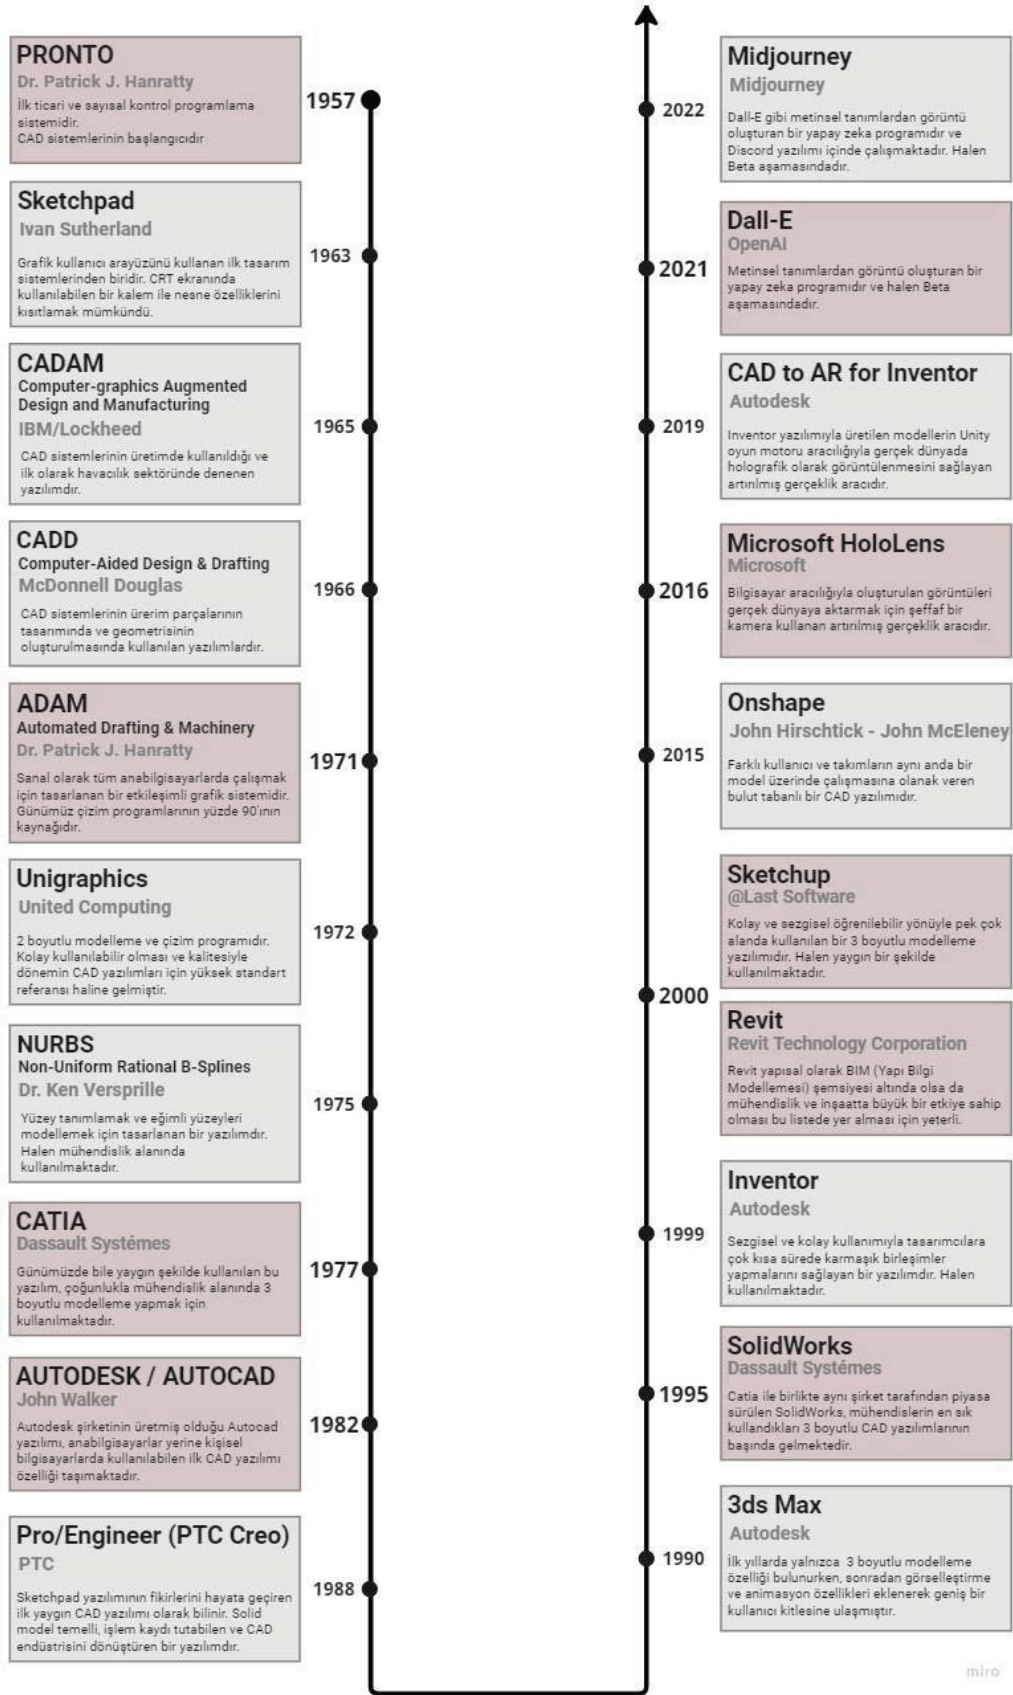 PRONTO
Dr. Patrick J. Hanratty
İlk ticari ve sayısal kontrol programlama
sistemidir.
CAD sistemlerinin başlangıcıdır
1957
Sketchpad
Ivan Sutherland
Grafik kullanıcı arayüzünü kullanan ilk tasarım
sistemlerinden biridir. CRT ekranında
kullanılabilen bir kalem ile nesne özelliklerini
kısıtlamak mümkündü.
1963
CADAM
Computer-graphics Augmented
Design and Manufacturing
IBM/Lockheed
CAD sistemlerinin üretimde kullanıldığı ve
ilk olarak havacılık sektöründe denenen
yazılımdır.
1965
CADD
Computer-Aided Design & Drafting
McDonnell Douglas
CAD sistemlerinin ürerim parçalarının
tasarımında ve geometrisinin
oluşturulmasında kullanılan yazılımlardır.
1966
ADAM
Automated Drafting & Machinery
Dr. Patrick J. Hanratty
Sanal olarak tüm anabilgisayarlarda çalışmak
için tasarlanan bir etkileşimli grafik sistemidir.
Günümüz çizim programlarının yüzde 90'ının
kaynağıdır.
1971
Unigraphics
United Computing
2 boyutlu modelleme ve çizim programıdır.
Kolay kullanılabilir olması ve kalitesiyle
dönemin CAD yazılımları için yüksek standart
referansı haline gelmiştir.
1972
NURBS
Non-Uniform Rational B-Splines
Dr. Ken Versprille
Yüzey tanımlamak ve eğimli yüzeyleri
modellemek için tasarlanan bir yazılımdır.
Halen mühendislik alanında
kullanılmaktadır.
1975
CATIA
Dassault Systémes
Günümüzde bile yaygın şekilde kullanılan bu
yazılım, çoğunlukla mühendislik alanında 3
boyutlu modelleme yapmak için
kullanılmaktadır.
1977
AUTODESK / AUTOCAD
John Walker
Autodesk şirketinin üretmiş olduğu Autocad
yazılımı, anabilgisayarlar yerine kişisel
bilgisayarlarda kullanılabilen ilk CAD yazılımı
özelliği taşımaktadır.
1982
Pro/Engineer (PTC Creo)
PTC
Sketchpad yazılımının fikirlerini hayata geçiren
ilk yaygın CAD yazılımı olarak bilinir. Solid
model temelli, işlem kaydı tutabilen ve CAD
endüstrisini dönüştüren bir yazılımdır.
1988
Midjourney
Midjourney
Dall-E gibi metinsel tanımlardan görüntü
oluşturan bir yapay zeka programıdır ve
Discord yazılımı içinde çalışmaktadır. Halen
Beta aşamasındadır.
2022
Dall-E
OpenAI
Metinsel tanımlardan görüntü oluşturan bir
yapay zeka programıdır ve halen Beta
aşamasındadır.
2021
CAD to AR for Inventor
Autodesk
Inventor yazılımıyla üretilen modellerin Unity
oyun motoru aracılığıyla gerçek dünyada
holografik olarak görüntülenmesini sağlayan
artırılmış gerçeklik aracıdır.
2019
Microsoft HoloLens
Microsoft
Bilgisayar aracılığıyla oluşturulan görüntüleri
gerçek dünyaya aktarmak için şeffaf bir
kamera kullanan artırılmış gerçeklik aracıdır.
2016
Onshape
John Hirschtick - John McEleney
Farklı kullanıcı ve takımların aynı anda bir
model üzerinde çalışmasına olanak veren
bulut tabanlı bir CAD yazılımıdır.
2015
Sketchup
@Last Software
Kolay ve sezgisel öğrenilebilir yönüyle pek çok
alanda kullanılan bir 3 boyutlu modelleme
yazılımıdır. Halen yaygın bir şekilde
kullanılmaktadır.
2000
Revit
Revit Technology Corporation
Revit yapısal olarak BIM (Yapı Bilgi
Modellemesi) şemsiyesi altında olsa da
mühendislik ve inşaatta büyük bir etkiye sahip
olması bu listede yer alması için yeterli.
Inventor
Autodesk
Sezgisel ve kolay kullanımıyla tasarımcılara
çok kısa sürede karmaşık birleşimler
yapmalarını sağlayan bir yazılımdır. Halen
kullanılmaktadır.
1999
SolidWorks
Dassault Systémes
Catia ile birlikte aynı şirket tarafından piyasa
sürülen SolidWorks, mühendislerin en sık
kullandıkları 3 boyutlu CAD yazılımlarının
başında gelmektedir.
1995
3ds Max
Autodesk
İlk yıllarda yalnızca 3 boyutlu modelleme
özelliği bulunurken, sonradan görselleştirme
ve animasyon özellikleri eklenerek geniş bir
kullanıcı kitlesine ulaşmıştır.
1990
miro